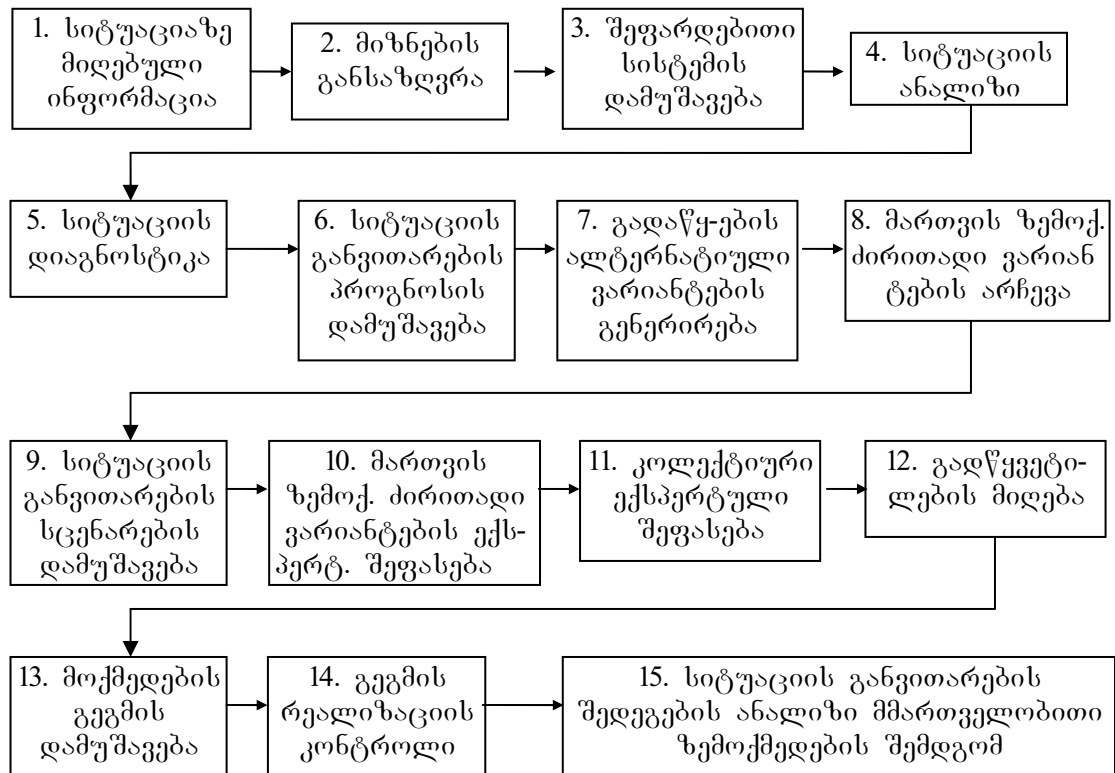 1. სიტუაციაზე
მიღებული
ინფორმაცია
2. მიზნების
განსაზღვრა
3. შეფარდებითი
სისტემის
დამუშავება
4. სიტუაციის
ანალიზი
5. სიტუაციის
დიაგნოსტიკა
6. სიტუაციის
განვითარების
პროგნოსის
დამუშავება
7. გადაწყ-ების
ალტერნატიული
ვარიანტების
გენერირება
8. მართვის ზემოქ.
ძირითადი ვარიან
ტების არჩევა
9. სიტუაციის
განვითარების
სცენარების
დამუშავება
10. მართვის
ზემოქ. ძირითადი
ვარიანტების ექს-
პერტ. შეფასება
11. კოლექტიური
ექსპერტული
შეფასება
12. გადწყვეტი-
ლების მიღება
13. მოქმედების
გეგმის
დამუშავება
14. გეგმის
რეალიზაციის
კონტროლი
15. სიტუაციის განვითარების
შედეგების ანალიზი მმართველობითი
ზემოქმედების შემდგომ